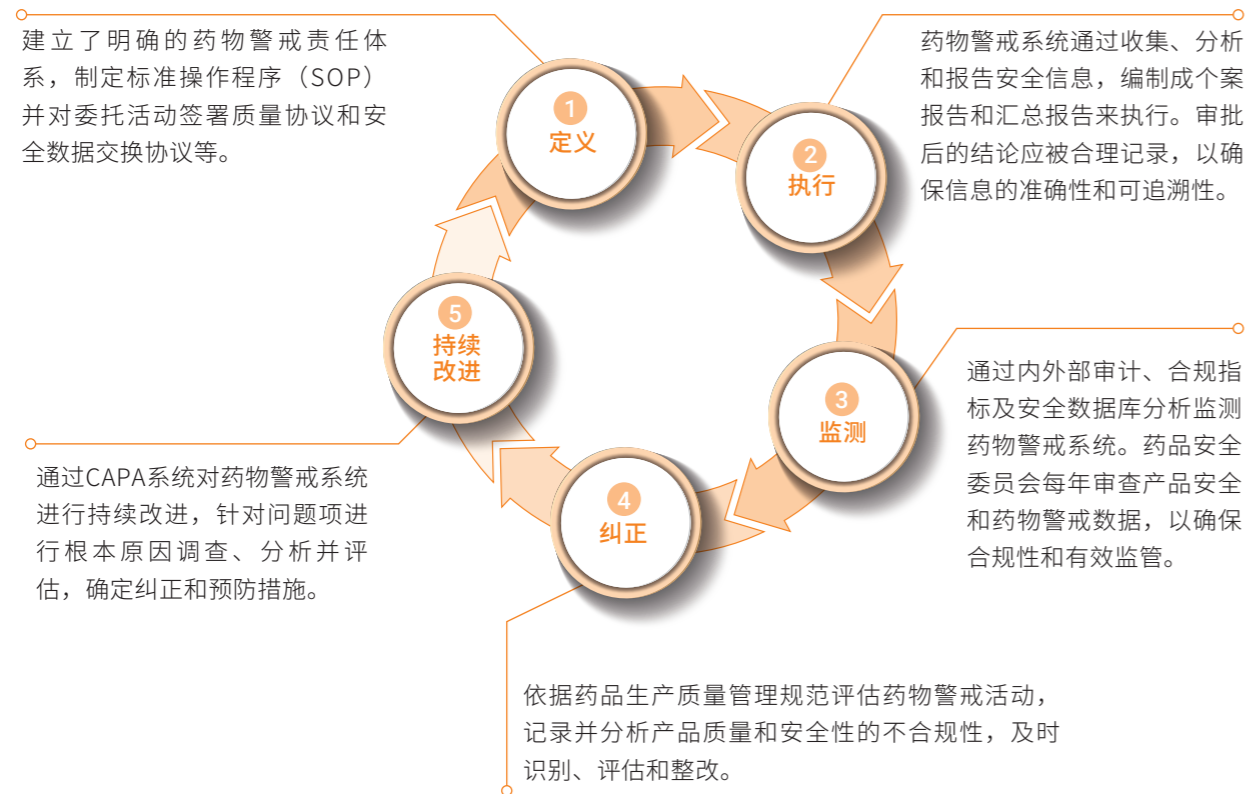 1
定义
建立了明确的药物警戒责任体
系，制定标准操作程序（SOP）
并对委托活动签署质量协议和安
全数据交换协议等。
2
执行
药物警戒系统通过收集、分析
和报告安全信息，编制成个案
报告和汇总报告来执行。审批
后的结论应被合理记录，以确
保信息的准确性和可追溯性。
3
监测
通过内外部审计、合规指
标及安全数据库分析监测
药物警戒系统。药品安全
委员会每年审查产品安全
和药物警戒数据，以确保
合规性和有效监管。
4
纠正
依据药品生产质量管理规范评估药物警戒活动，
记录并分析产品质量和安全性的不合规性，及时
识别、评估和整改。
5
持续
改进
通过CAPA系统对药物警戒系统
进行持续改进，针对问题项进
行根本原因调查、分析并评
估，确定纠正和预防措施。